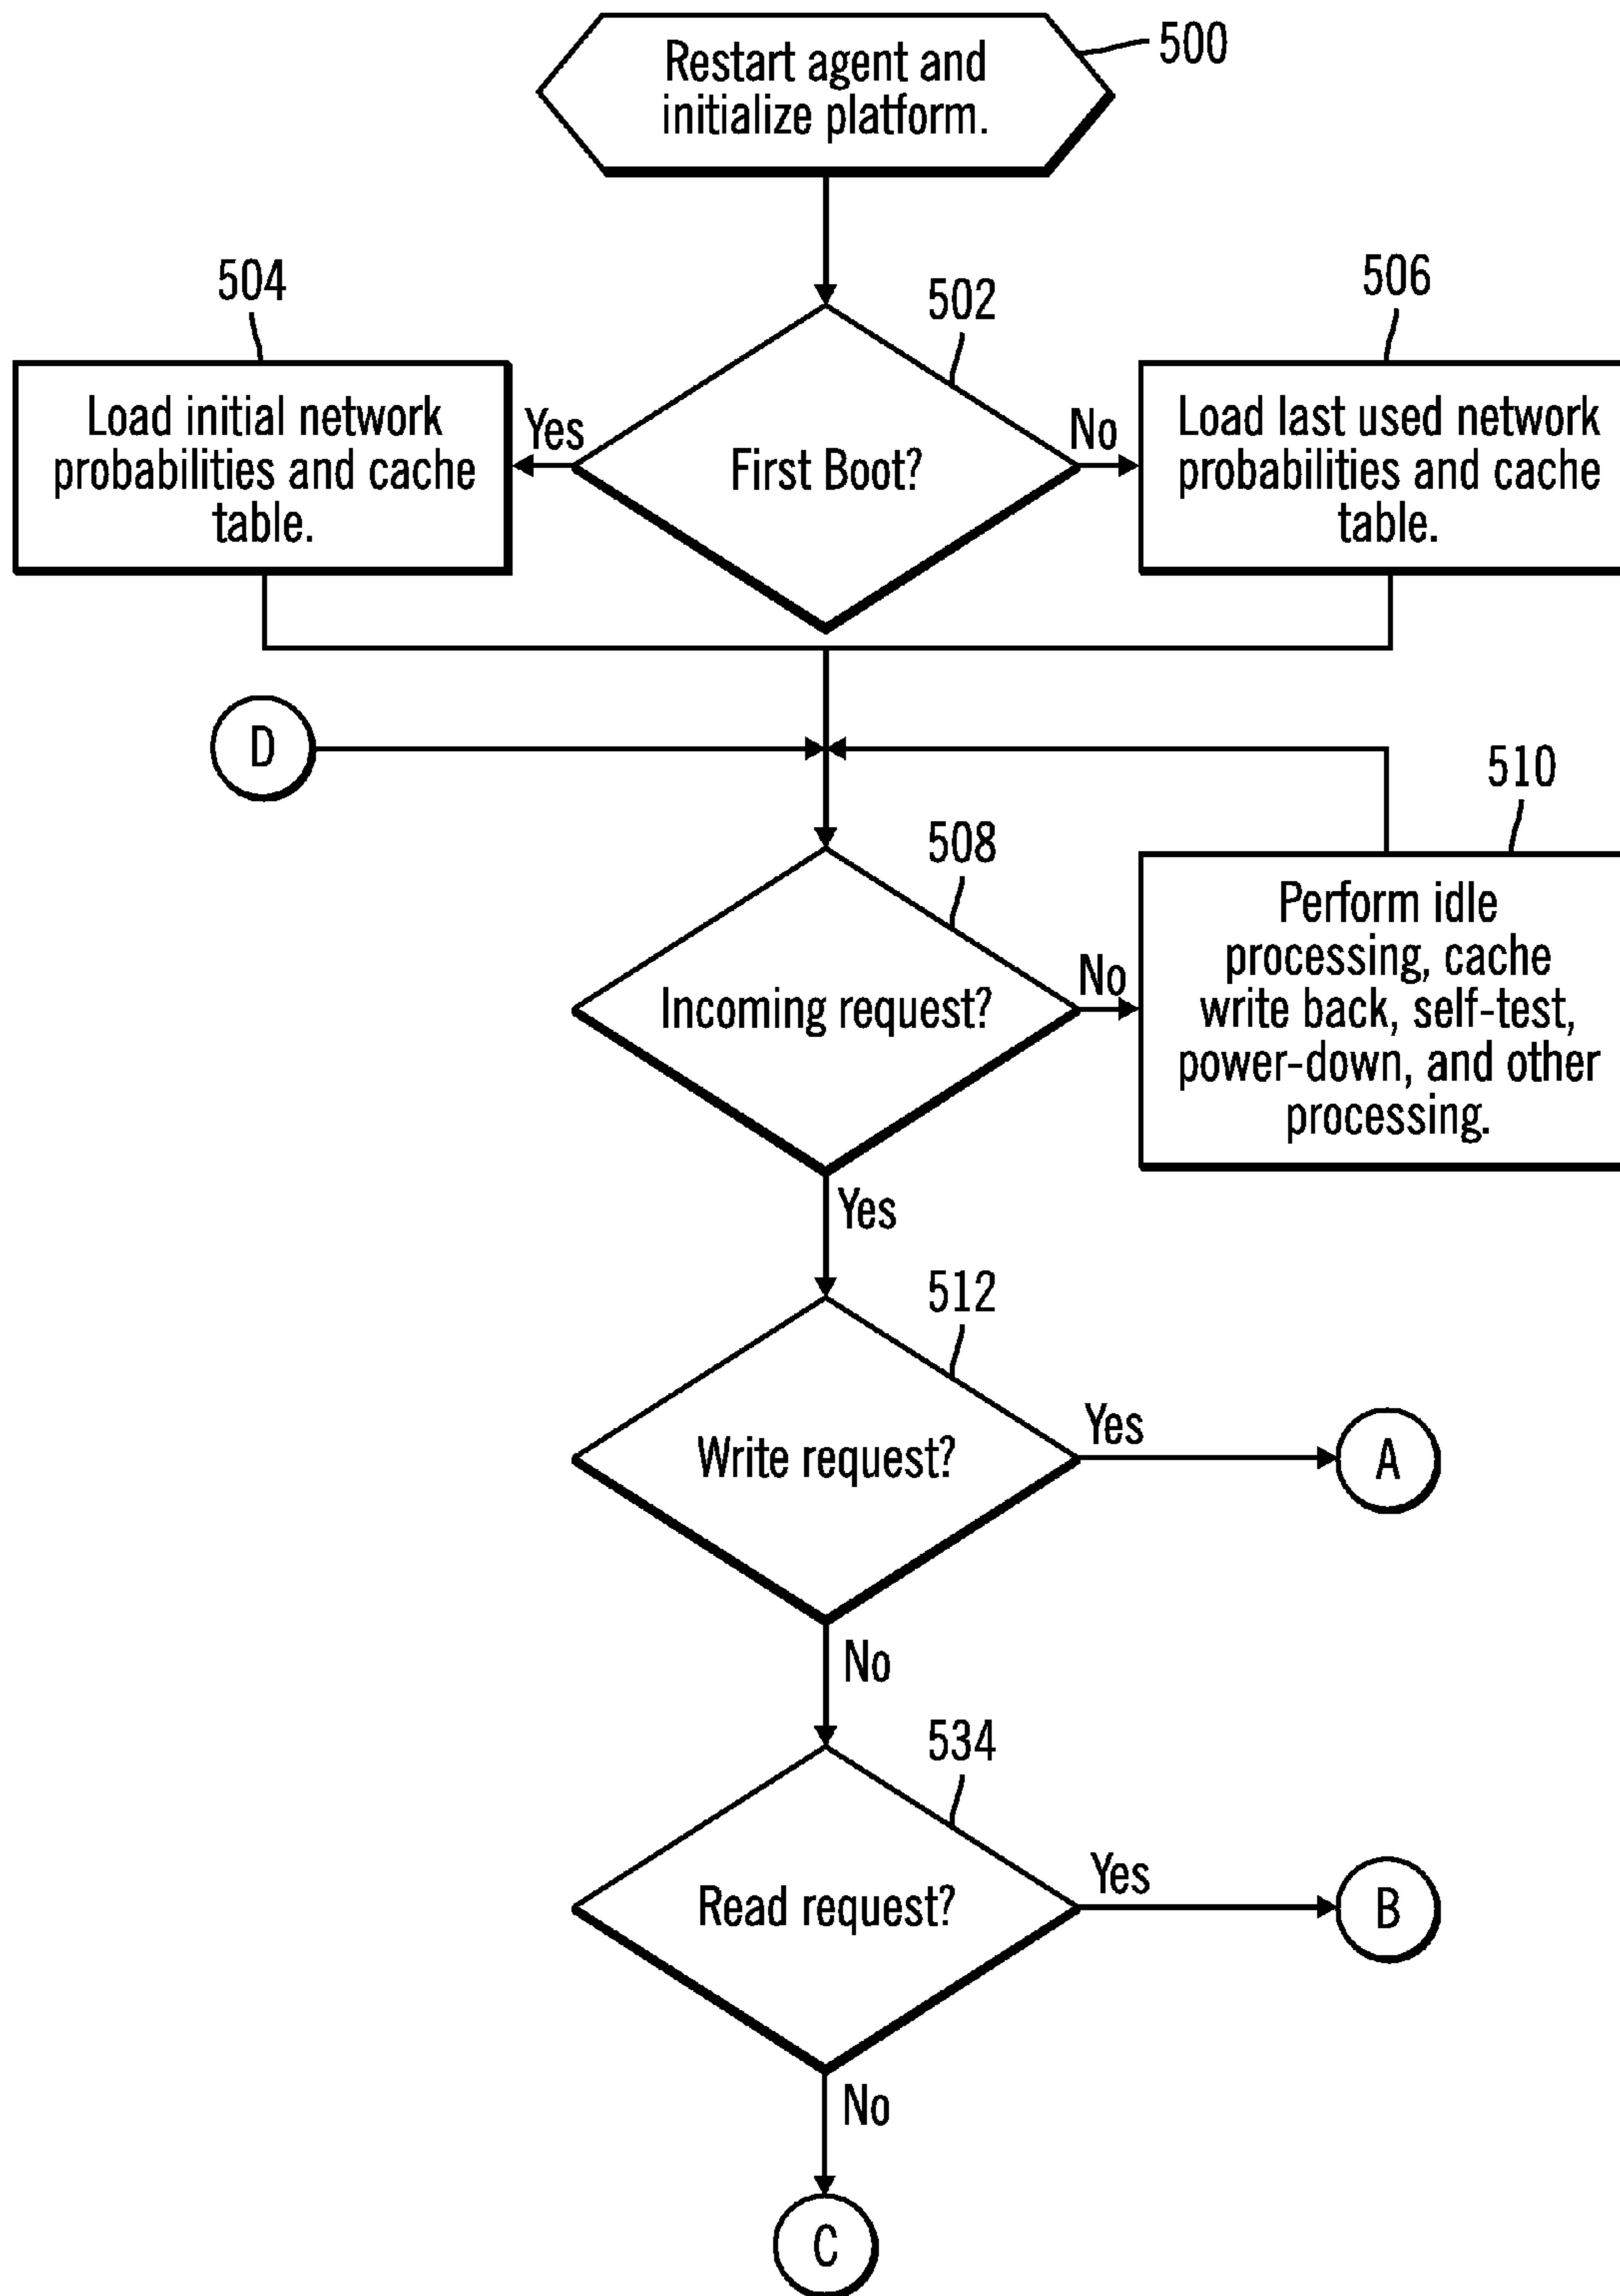 Restart agent and
initialize platform.
500
504
502
506
Load initial network
probabilities and cache
table.
Yes
First Boot?
No
Load last used network
probabilities and cache
table.
D
510
508
Incoming request?
No
Perform idle
processing, cache
write back, self-test,
power-down, and other
processing.
Yes
512
Write request?
Yes
A
No
534
Read request?
Yes
B
No
C